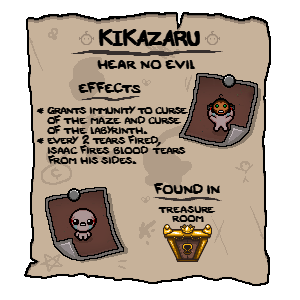 KIKAZARU
HEAR NO EVIL
EFFECTS
GRANTS IMMUNITY TO CURSE
OF THE MAZE AND CURSE
OF THE LABYRINTH.
EVERY 2 TEARS FIRED,
ISAAC FIRES BLOOD TEARS
FROM HIS SIDES.
FOUND IN
TREASURE
ROOM